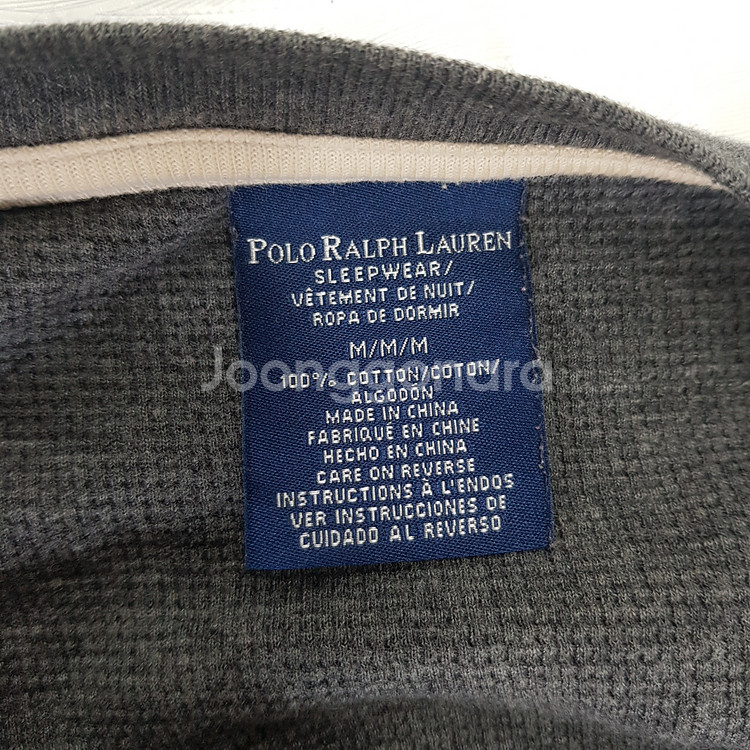 POLO RALPH LAUREN
SLEEPWEAR/
VÊTEMENT DE NUIT/
ROPA DE DORMIR
M/M/M
100% COTTON/COTON/
Joongonara
ALGODÓN
MADE IN CHINA
FABRIQUÉ EN CHINE
HECHO EN CHINA
CARE ON REVERSE
INSTRUCTIONS À L'ENDOS
VER INSTRUCCIONES DE
CUIDADO AL REVERSO